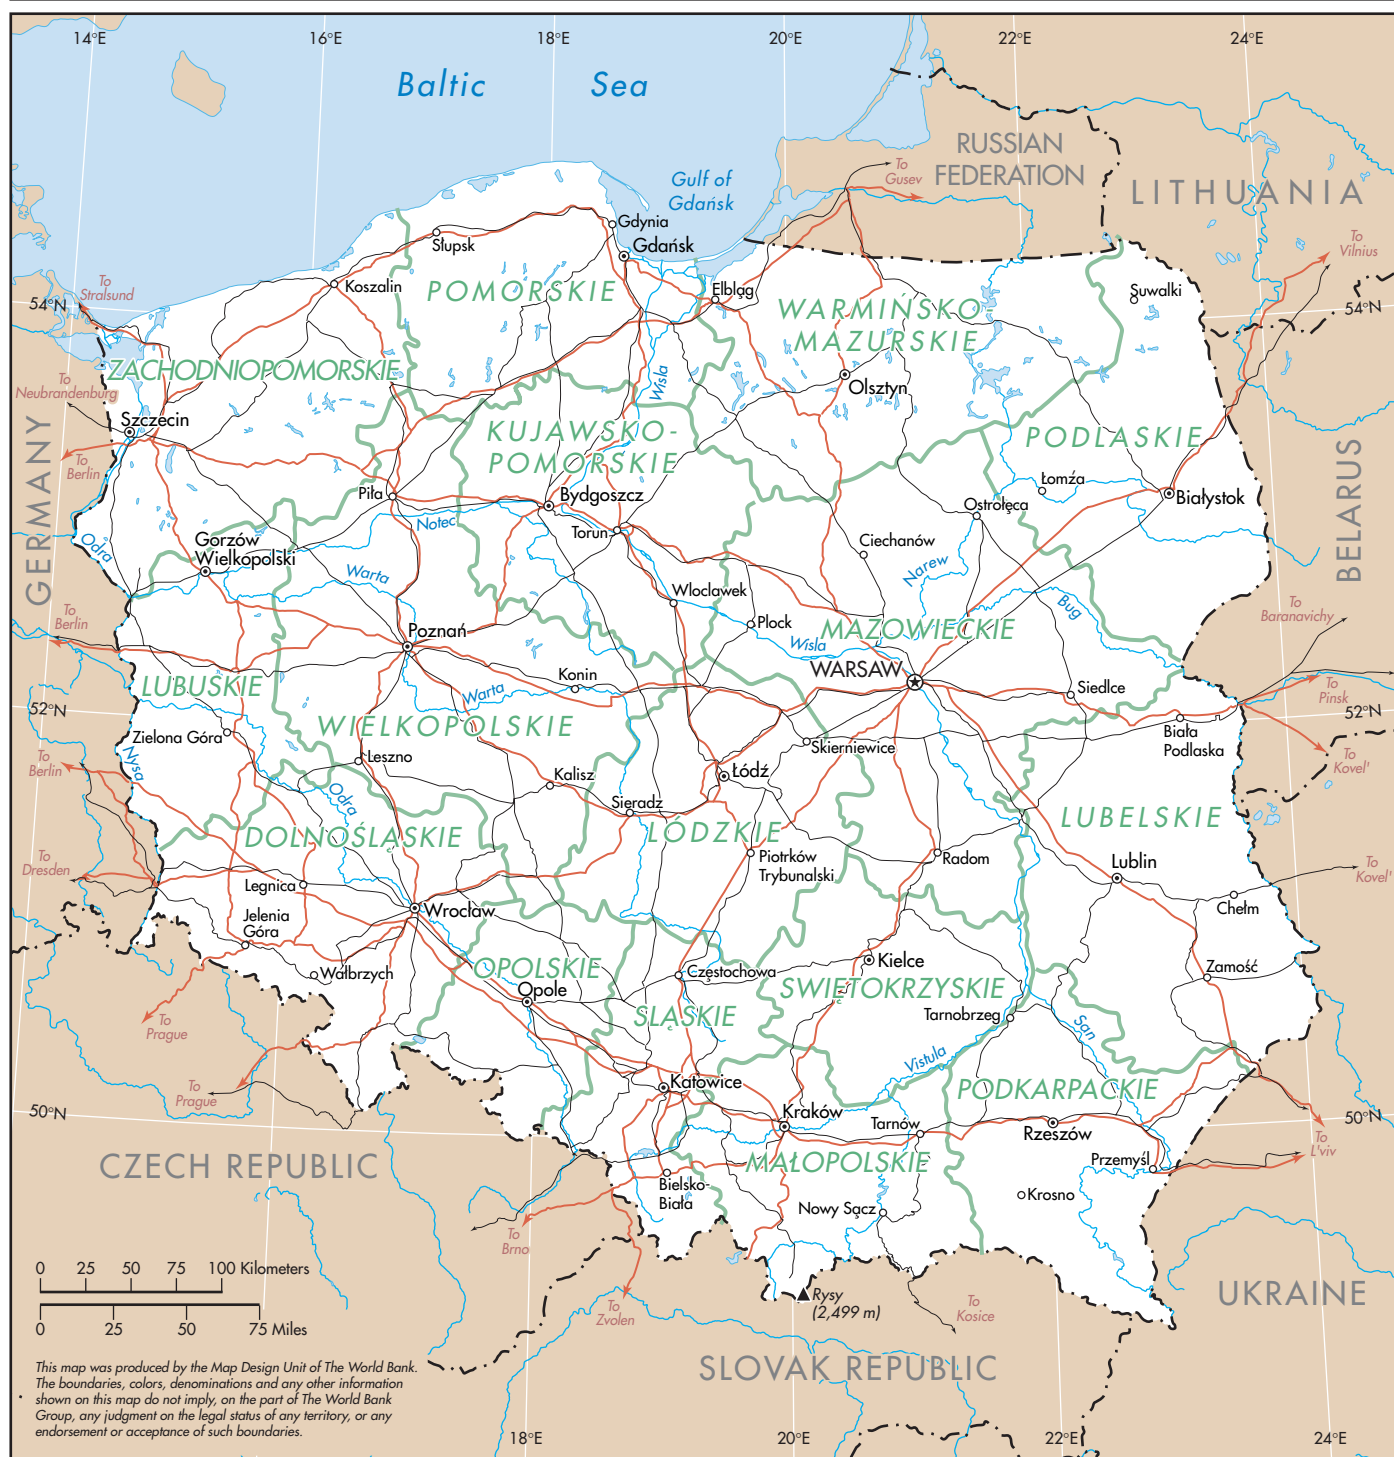 14°E
16°E
18°E
20°E
22°E
24°E
Baltic Sea
RUSSIAN
FEDERATION
To
Gusev
LITHUANIA
Gulf of
Gdańsk
Gdynia
Gdańsk
Słupsk
To
Vilnius
To
Stralsund
54°N
Koszalin
POMORSKIE
Elbląg
WARMIŃSKO-
MAZURSKIE
Suwalki
54°N
ZACHODNIOPOMORSKIE
To
Neubrandenburg
Wisla
Olsztyn
Szczecin
KUJAWSKO-
POMORSKIE
PODLASKIE
To
Berlin
GERMANY
BELARUS
Piła
Bydgoszcz
Łomża
Białystok
Ostrołęca
Notec
Torun
Odra
Gorzów
Wielkopolski
Ciechanów
Narew
Warta
Wloclawek
Bug
To
Berlin
To
Baranavichy
Plock
Poznań
Wisla
MAZOWIECKIE
WARSAW
Konin
Warta
Siedlce
To
Pinsk
LUBUSKIE
52°N
52°N
WIELKOPOLSKIE
Zielona Góra
Biała
Podlaska
Skierniewice
To
Kovel'
Nysa
Leszno
To
Berlin
Kalisz
Łódź
Odra
Sieradz
DOLNOŚLĄSKIE
LÓDZKIE
LUBELSKIE
Piotrków
Trybunalski
Radom
Lublin
To
Dresden
To
Kovel'
Legnica
Wrocław
Chełm
Jelenia
Góra
Wałbrzych
OPOLSKIE
Opole
Częstochowa
Kielce
Zamość
SWIĘTOKRZYSKIE
SLĄSKIE
Tarnobrzeg
San
To
Prague
Vistula
Katowice
PODKARPACKIE
To
Prague
50°N
Kraków
Tarnów
Rzeszów
50°N
To
L'viv
CZECH REPUBLIC
MAŁOPOLSKIE
Przemyśl
Bielsko-
Biała
Krosno
Nowy Sącz
To
Brno
0 25 50 75 100 Kilometers
0 25 50 75 Miles
Rysy
(2,499 m)
To
Zvolen
To
Kosice
UKRAINE
SLOVAK REPUBLIC
This map was produced by the Map Design Unit of The World Bank.
The boundaries, colors, denominations and any other information
shown on this map do not imply, on the part of The World Bank
Group, any judgment on the legal status of any territory, or any
endorsement or acceptance of such boundaries.
18°E
20°E
22°E
24°E